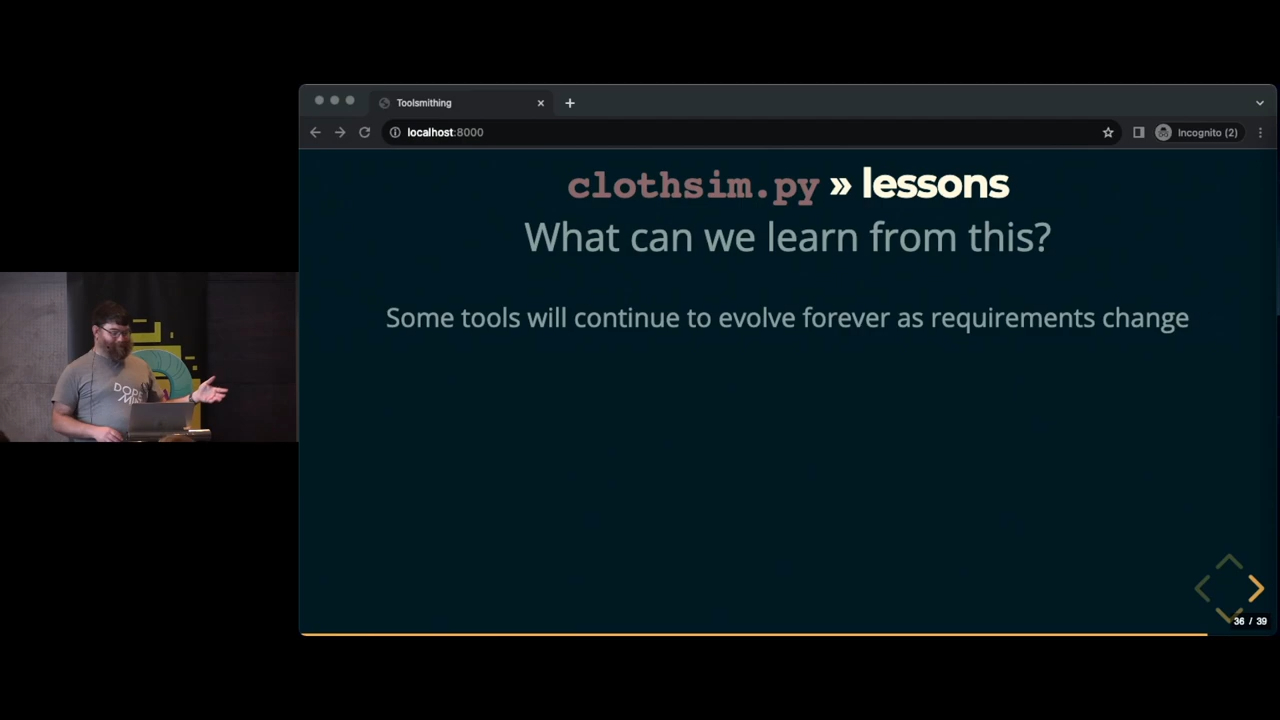 Toolsmithing
localhost:8000
Incognito (2)
clothsim.py » lessons
What can we learn from this?
Some tools will continue to evolve forever as requirements change
36 / 39
DOPE